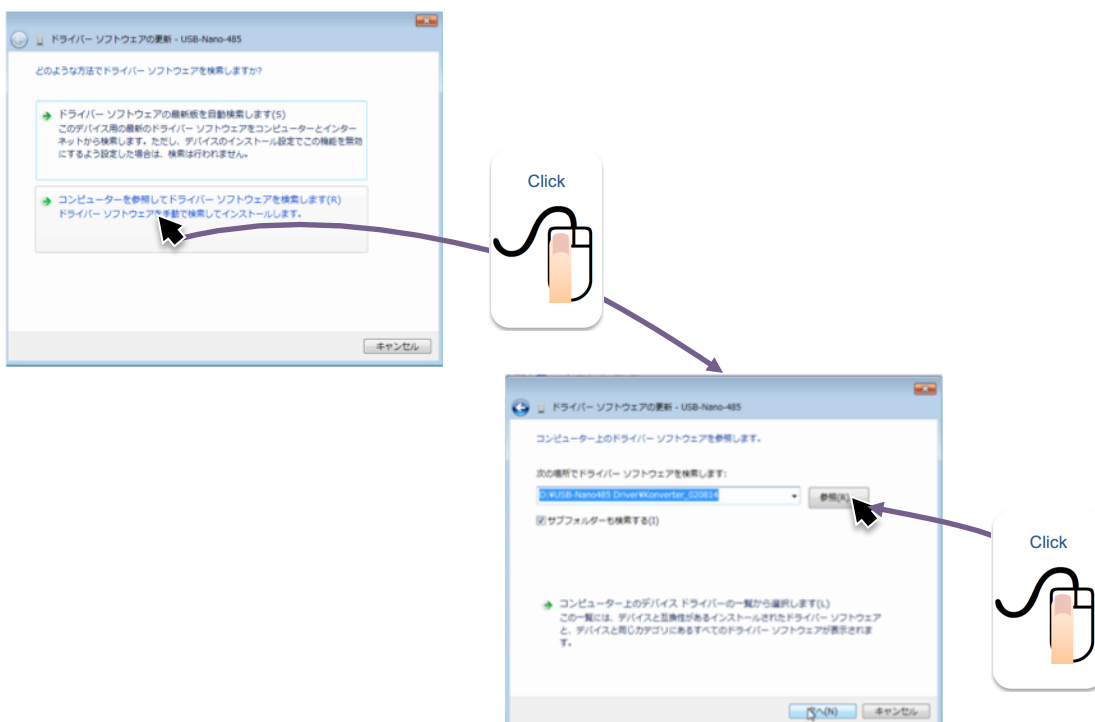 ドライバー ソフトウェアの更新 - USB-Nano-485
どのような方法でドライバー ソフトウェアを検索しますか?
ドライバー ソフトウェアの最新版を自動検索します(S)
このデバイス用の最新のドライバー ソフトウェアをコンピューターとインター
ネットから検索します。ただし、デバイスのインストール設定でこの機能を無効
にするよう設定した場合は、検索は行われません。
コンピューターを参照してドライバー ソフトウェアを検索します(R)
ドライバー ソフトウェアを手動で検索してインストールします。
キャンセル
Click
ドライバー ソフトウェアの更新 - USB-Nano-485
コンピューター上のドライバー ソフトウェアを参照します。
次の場所でドライバー ソフトウェアを検索します:
D:¥USB-Nano485 Driver¥Konverter_020814
参照(R)
サブフォルダーも検索する(I)
Click
コンピューター上のデバイス ドライバーの一覧から選択します(L)
この一覧には、デバイスと互換性があるインストールされたドライバー ソフトウェア
と、デバイスと同じカテゴリにあるすべてのドライバー ソフトウェアが表示されま
す。
次へ(N)
キャンセル